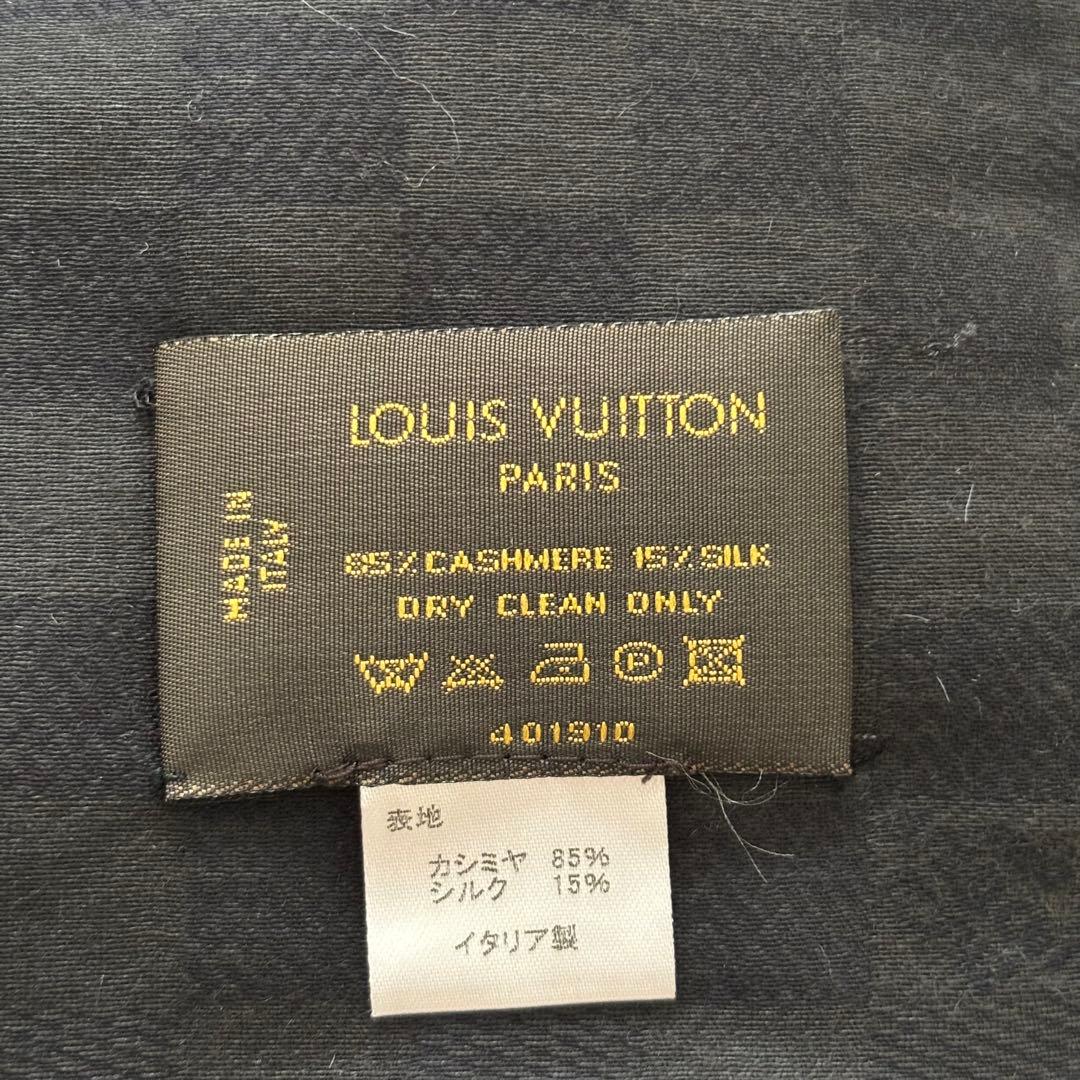 LOUIS VUITTON
PARIS
MADE IN
ITALY
85% CASHMERE 15% SILK
DRY CLEAN ONLY
P
401910
表地
カシミヤ 85%
シルク 15%
イタリア製